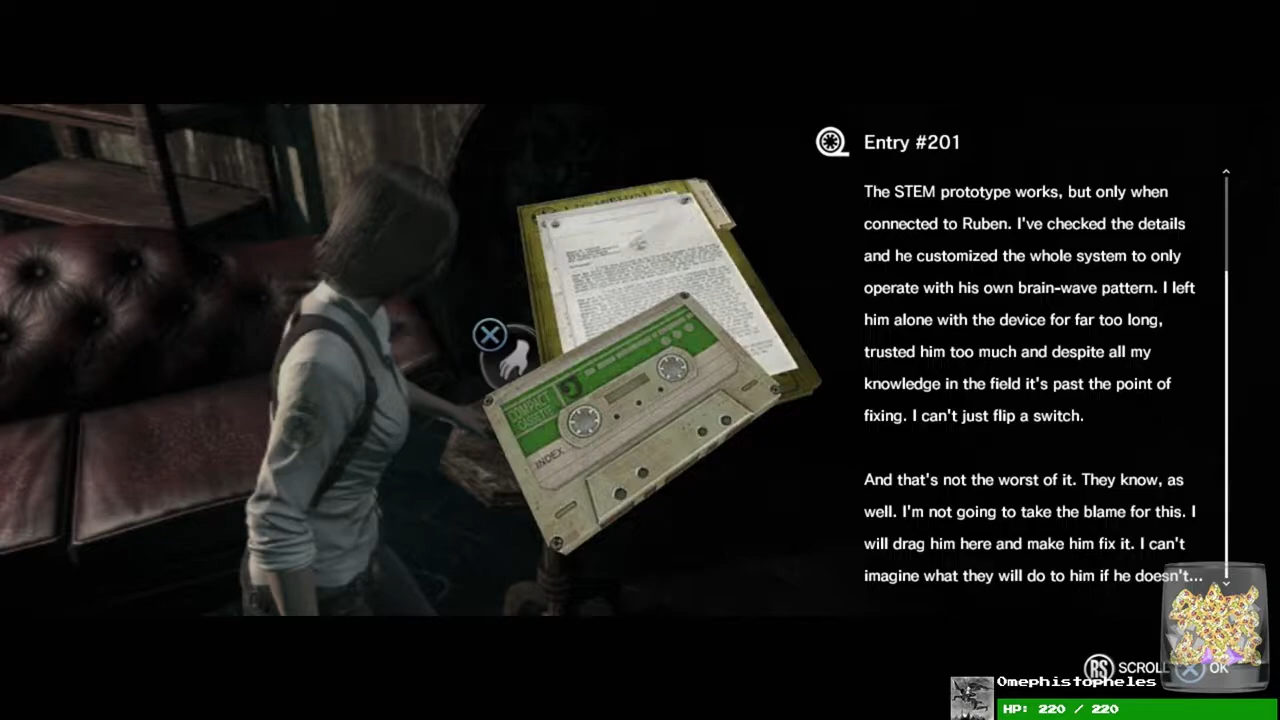 Entry #201
The STEM prototype works, but only when
connected to Ruben. I've checked the details
and he customized the whole system to only
operate with his own brain-wave pattern. I left
him alone with the device for far too long,
trusted him too much and despite all my
knowledge in the field it's past the point of
fixing. I can't just flip a switch.
And that's not the worst of it. They know, as
well. I'm not going to take the blame for this. I
will drag him here and make him fix it. I can't
imagine what they will do to him if he doesn't...
COMPACT
CASSETTE
INDEX
RS SCROLL X OK
Omephistopheles
HP: 220 / 220